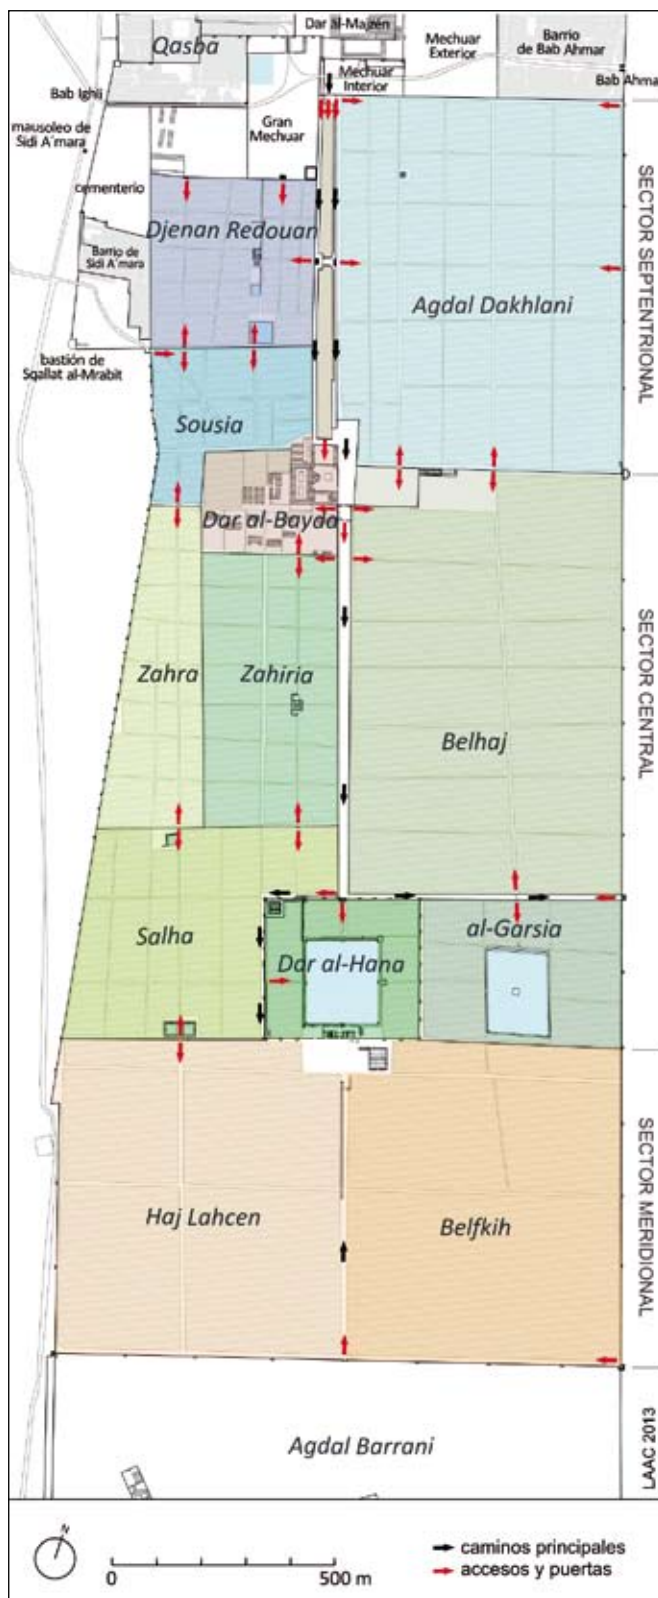 Dar al-Majzén
Qasba
Mechuar
Exterior
Barrio
de Bab Ahmar
Mechuar
Interior
Bab Ighli
Bab Ahma
mausoleo de
Sidi A´mara
Gran
Mechuar
cementerio
SECTOR SEPTENTRIONAL
Djenan Redouan
Barrio de
Sidi A´mara
Agdal Dakhlani
bastión de
Sqallat al-Mrabit
Sousia
Dar al-Bayda
SECTOR CENTRAL
Zahra
Zahiria
Belhaj
Salha
al-Garsia
Dar al-Hana
SECTOR MERIDIONAL
Haj Lahcen
Belfkih
LAAC 2013
Agdal Barrani
N
0
500 m
caminos principales
accesos y puertas